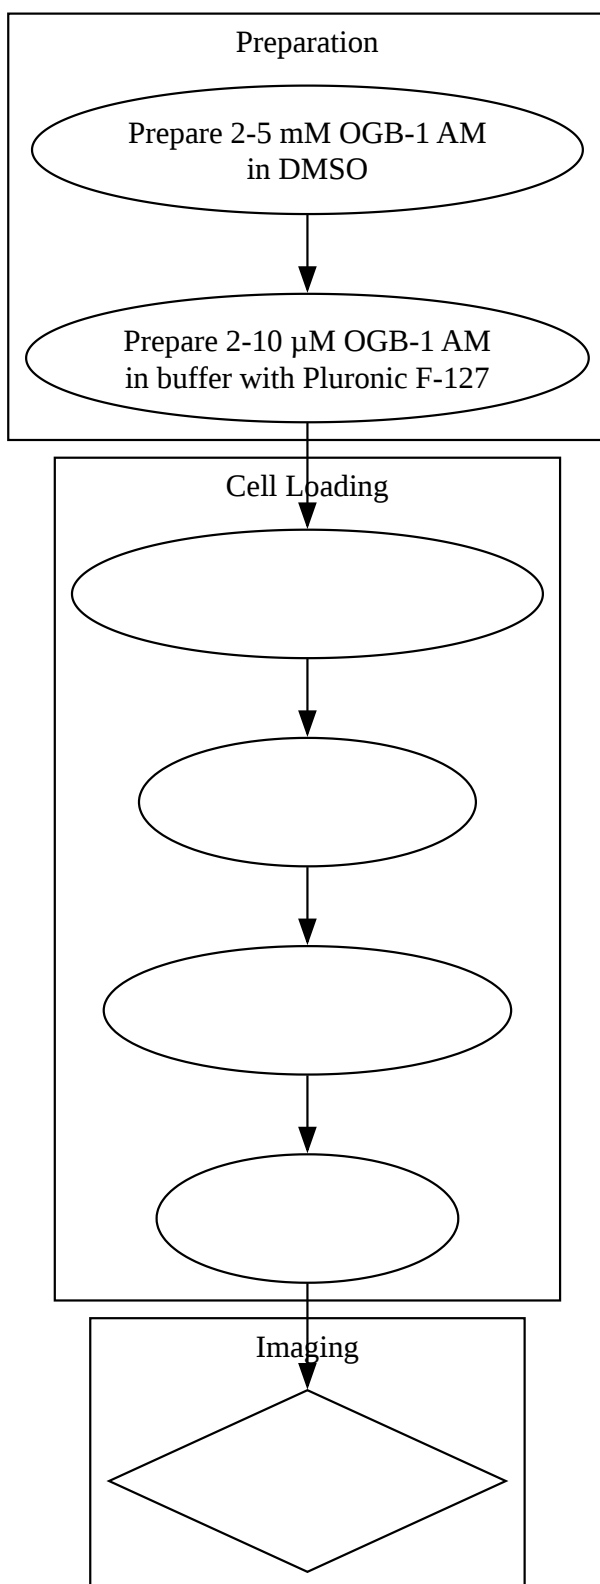 Preparation
Prepare 2-5 mM OGB-1 AM
in DMSO
Prepare 2-10 µM OGB-1 AM
in buffer with Pluronic F-127
Cell Loading
Imaging